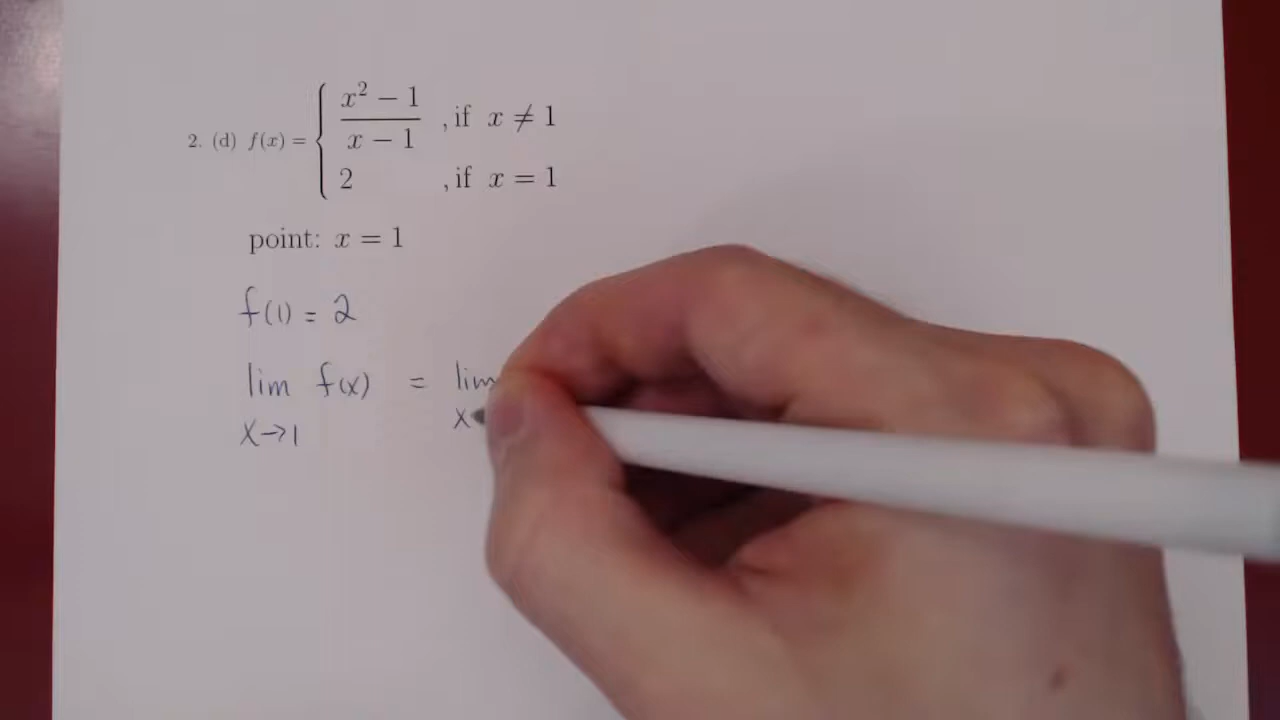 2. (d) f(x) = { x² − 1 / x − 1 , if x ≠ 1
2 , if x = 1
point: x = 1
f(1) = 2
lim f(x) = lim
x→1 x